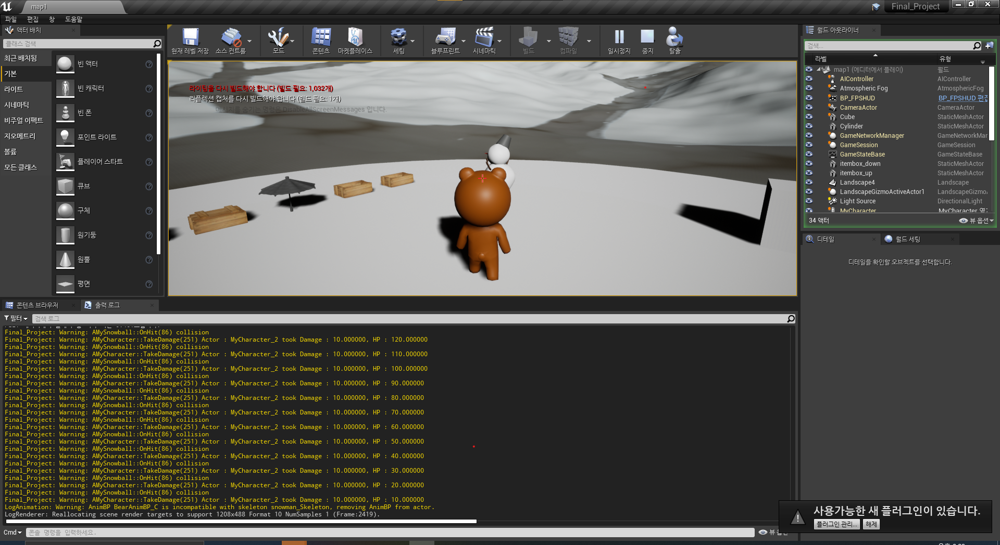 map1
Final_Project
파일 편집 창 도움말
액터 배치
클래스 검색
최근 배치됨
기본
라이트
시네마틱
비주얼 이펙트
지오메트리
볼륨
모든 클래스
빈 액터
빈 캐릭터
빈 폰
포인트 라이트
플레이어 스타트
큐브
구체
원기둥
원뿔
평면
현재 레벨 저장
소스 컨트롤
모드
콘텐츠
마켓플레이스
세팅
블루프린트
시네마틱
빌드
컴파일
일시정지
중지
탈출
라이팅을 다시 빌드해야 합니다 (빌드 필요: 1,032개)
리플렉션 캡처를 다시 빌드해야 합니다 (빌드 필요: 1개)
메시지를 숨기는 명령은 DisableAllScreenMessages 입니다
월드 아웃라이너
검색...
라벨 유형
map1 (에디터에서 플레이) 월드
AIController AIController
Atmospheric Fog AtmosphericFog
BP_FPSHUD BP_FPSHUD 편집
CameraActor CameraActor
Cube StaticMeshActor
Cylinder StaticMeshActor
GameNetworkManager GameNetworkMar
GameSession GameSession
GameStateBase GameStateBase
itembox_down StaticMeshActor
itembox_up StaticMeshActor
Landscape4 Landscape
LandscapeGizmoActiveActor1 LandscapeGizmo
Light Source DirectionalLight
MyCharacter MyCharacter
34 액터 뷰 옵션
디테일 월드 세팅
디테일을 확인할 오브젝트를 선택합니다.
콘텐츠 브라우저 출력 로그
필터 검색 로그
Final_Project: Warning: AMySnowball::OnHit(86) collision
Final_Project: Warning: AMyCharacter::TakeDamage(251) Actor : MyCharacter_2 took Damage : 10.000000, HP : 120.000000
Final_Project: Warning: AMySnowball::OnHit(86) collision
Final_Project: Warning: AMyCharacter::TakeDamage(251) Actor : MyCharacter_2 took Damage : 10.000000, HP : 110.000000
Final_Project: Warning: AMySnowball::OnHit(86) collision
Final_Project: Warning: AMyCharacter::TakeDamage(251) Actor : MyCharacter_2 took Damage : 10.000000, HP : 100.000000
Final_Project: Warning: AMySnowball::OnHit(86) collision
Final_Project: Warning: AMyCharacter::TakeDamage(251) Actor : MyCharacter_2 took Damage : 10.000000, HP : 90.000000
Final_Project: Warning: AMySnowball::OnHit(86) collision
Final_Project: Warning: AMyCharacter::TakeDamage(251) Actor : MyCharacter_2 took Damage : 10.000000, HP : 80.000000
Final_Project: Warning: AMySnowball::OnHit(86) collision
Final_Project: Warning: AMyCharacter::TakeDamage(251) Actor : MyCharacter_2 took Damage : 10.000000, HP : 70.000000
Final_Project: Warning: AMySnowball::OnHit(86) collision
Final_Project: Warning: AMyCharacter::TakeDamage(251) Actor : MyCharacter_2 took Damage : 10.000000, HP : 60.000000
Final_Project: Warning: AMySnowball::OnHit(86) collision
Final_Project: Warning: AMyCharacter::TakeDamage(251) Actor : MyCharacter_2 took Damage : 10.000000, HP : 50.000000
Final_Project: Warning: AMySnowball::OnHit(86) collision
Final_Project: Warning: AMyCharacter::TakeDamage(251) Actor : MyCharacter_2 took Damage : 10.000000, HP : 40.000000
Final_Project: Warning: AMySnowball::OnHit(86) collision
Final_Project: Warning: AMyCharacter::TakeDamage(251) Actor : MyCharacter_2 took Damage : 10.000000, HP : 30.000000
Final_Project: Warning: AMySnowball::OnHit(86) collision
Final_Project: Warning: AMyCharacter::TakeDamage(251) Actor : MyCharacter_2 took Damage : 10.000000, HP : 20.000000
Final_Project: Warning: AMySnowball::OnHit(86) collision
Final_Project: Warning: AMyCharacter::TakeDamage(251) Actor : MyCharacter_2 took Damage : 10.000000, HP : 10.000000
LogAnimation: Warning: AnimBP BearAnimBP_C is incompatible with skeleton snowman_Skeleton, removing AnimBP from actor.
LogRenderer: Reallocating scene render targets to support 1208x488 Format 10 NumSamples 1 (Frame:2419).
Cmd 콘솔 명령을 입력하세요. 뷰 옵션
사용가능한 새 플러그인이 있습니다.
플러그인 관리... 해제